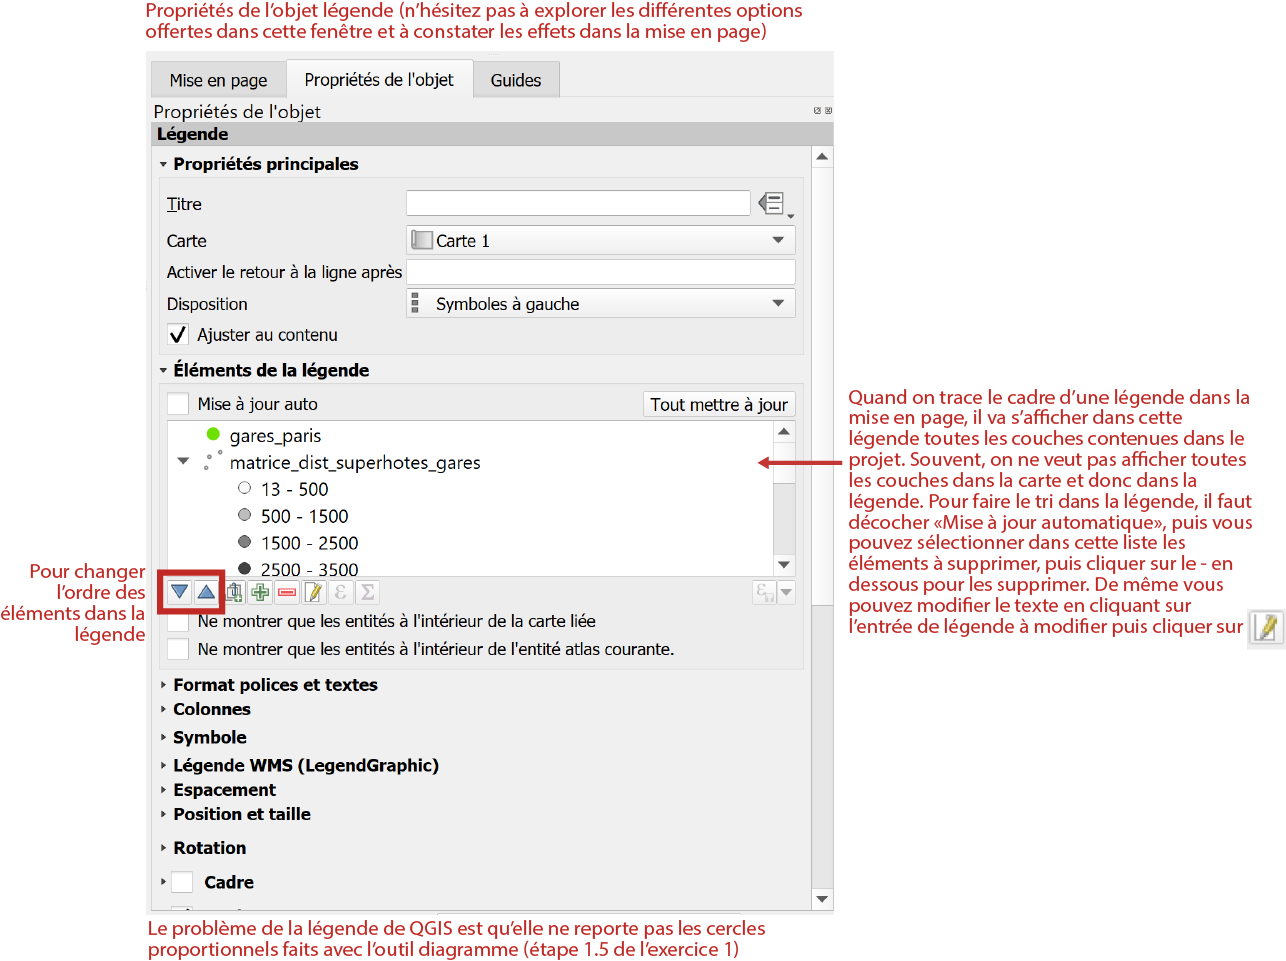 Propriétés de l’objet légende (n’hésitez pas à explorer les différentes options
offertes dans cette fenêtre et à constater les effets dans la mise en page)
Mise en page
Propriétés de l'objet
Guides
Propriétés de l'objet
Légende
Propriétés principales
Titre
Carte
Carte 1
Activer le retour à la ligne après
Disposition
Symboles à gauche
Ajuster au contenu
Éléments de la légende
Mise à jour auto
Tout mettre à jour
gares_paris
matrice_dist_superhotes_gares
13 - 500
500 - 1500
1500 - 2500
2500 - 3500
Quand on trace le cadre d’une légende dans la
mise en page, il va s’afficher dans cette
légende toutes les couches contenues dans le
projet. Souvent, on ne veut pas afficher toutes
les couches dans la carte et donc dans la
légende. Pour faire le tri dans la légende, il faut
décocher «Mise à jour automatique», puis vous
pouvez sélectionner dans cette liste les
éléments à supprimer, puis cliquer sur le - en
dessous pour les supprimer. De même vous
pouvez modifier le texte en cliquant sur
l’entrée de légende à modifier puis cliquer sur
Pour changer
l’ordre des
éléments dans la
légende
ε
Σ
ε
Ne montrer que les entités à l'intérieur de la carte liée
Ne montrer que les entités à l'intérieur de l'entité atlas courante.
Format polices et textes
Colonnes
Symbole
Légende WMS (LegendGraphic)
Espacement
Position et taille
Rotation
Cadre
Le problème de la légende de QGIS est qu’elle ne reporte pas les cercles
proportionnels faits avec l’outil diagramme (étape 1.5 de l’exercice 1)